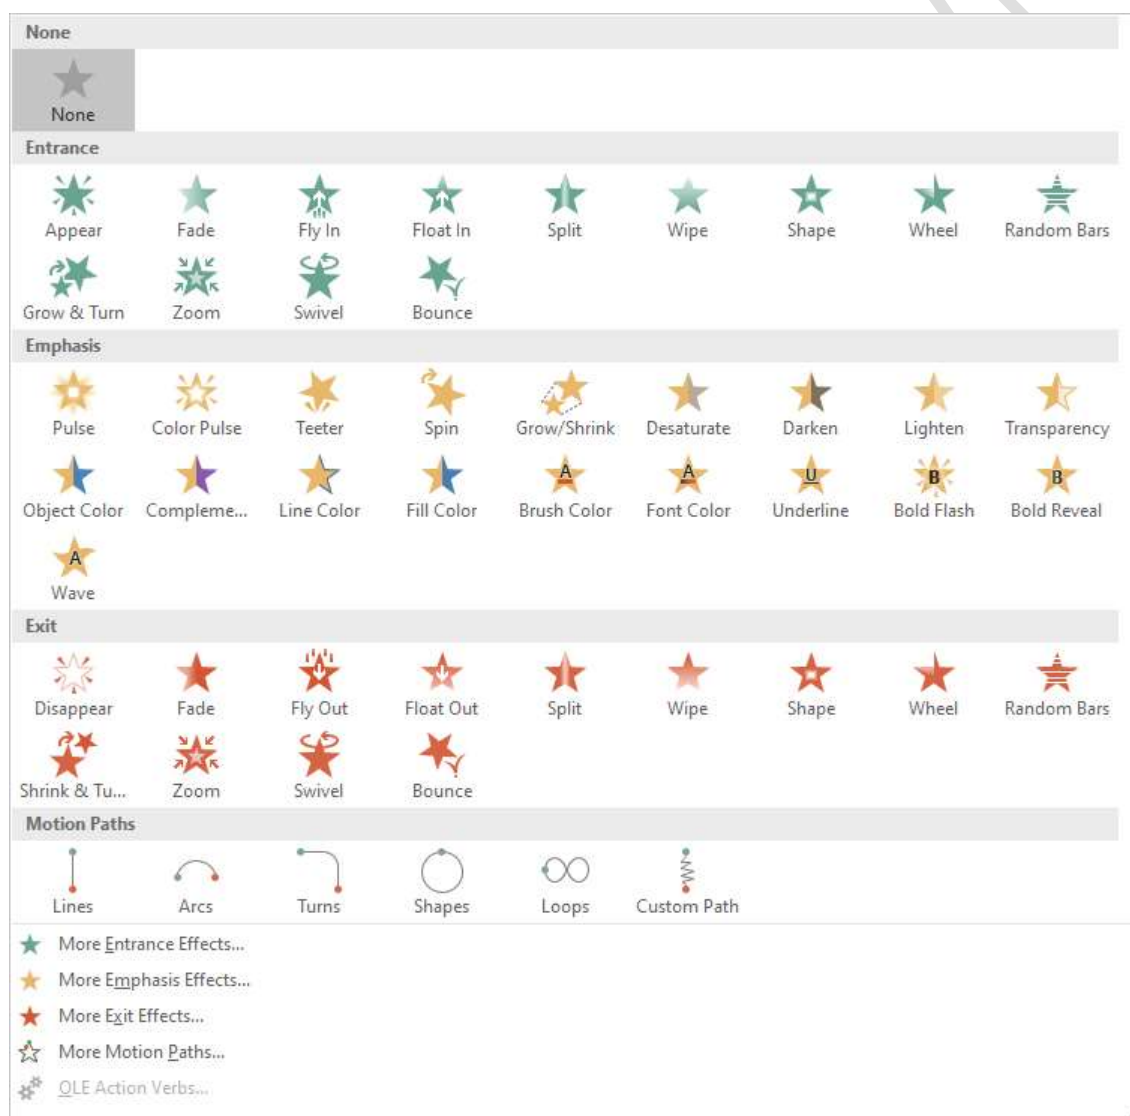 None
None
Entrance
Appear Fade Fly In Float In Split Wipe Shape Wheel Random Bars
Grow & Turn Zoom Swivel Bounce
Emphasis
Pulse Color Pulse Teeter Spin Grow/Shrink Desaturate Darken Lighten Transparency
A A U B B
Object Color Compleme... Line Color Fill Color Brush Color Font Color Underline Bold Flash Bold Reveal
A
Wave
Exit
Disappear Fade Fly Out Float Out Split Wipe Shape Wheel Random Bars
Shrink & Tu... Zoom Swivel Bounce
Motion Paths
Lines Arcs Turns Shapes Loops Custom Path
More Entrance Effects...
More Emphasis Effects...
More Exit Effects...
More Motion Paths...
OLE Action Verbs...